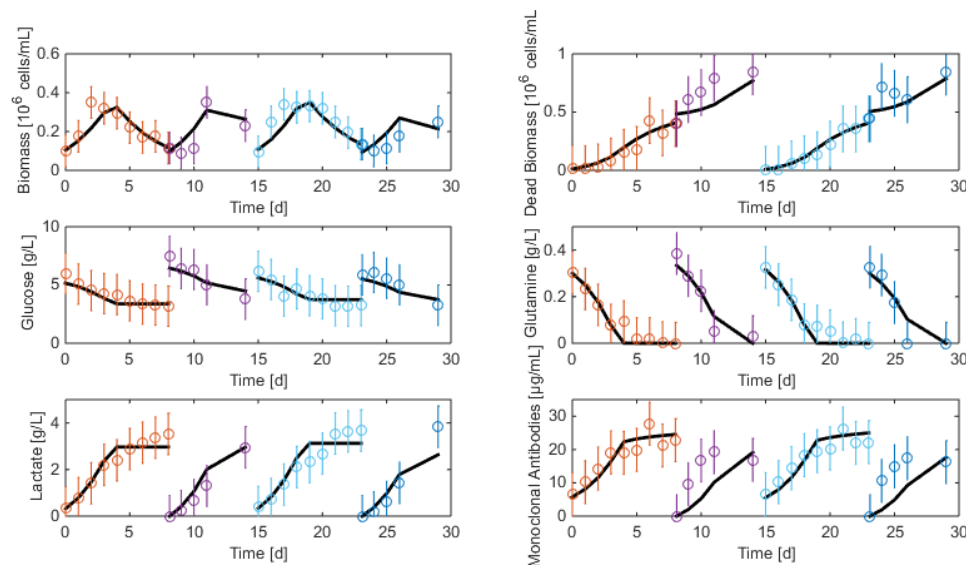 Biomass [10⁶ cells/mL]
0.6
0.4
0.2
0
0 5 10 15 20 25 30
Time [d]
Dead Biomass [10⁶ cells/mL
1
0.5
0
0 5 10 15 20 25 30
Time [d]
Glucose [g/L]
10
5
0
0 5 10 15 20 25 30
Time [d]
Glutamine [g/L]
0.4
0.2
0
0 5 10 15 20 25 30
Time [d]
Lactate [g/L]
4
2
0
0 5 10 15 20 25 30
Time [d]
Monoclonal Antibodies [µg/mL]
30
20
10
0
0 5 10 15 20 25 30
Time [d]